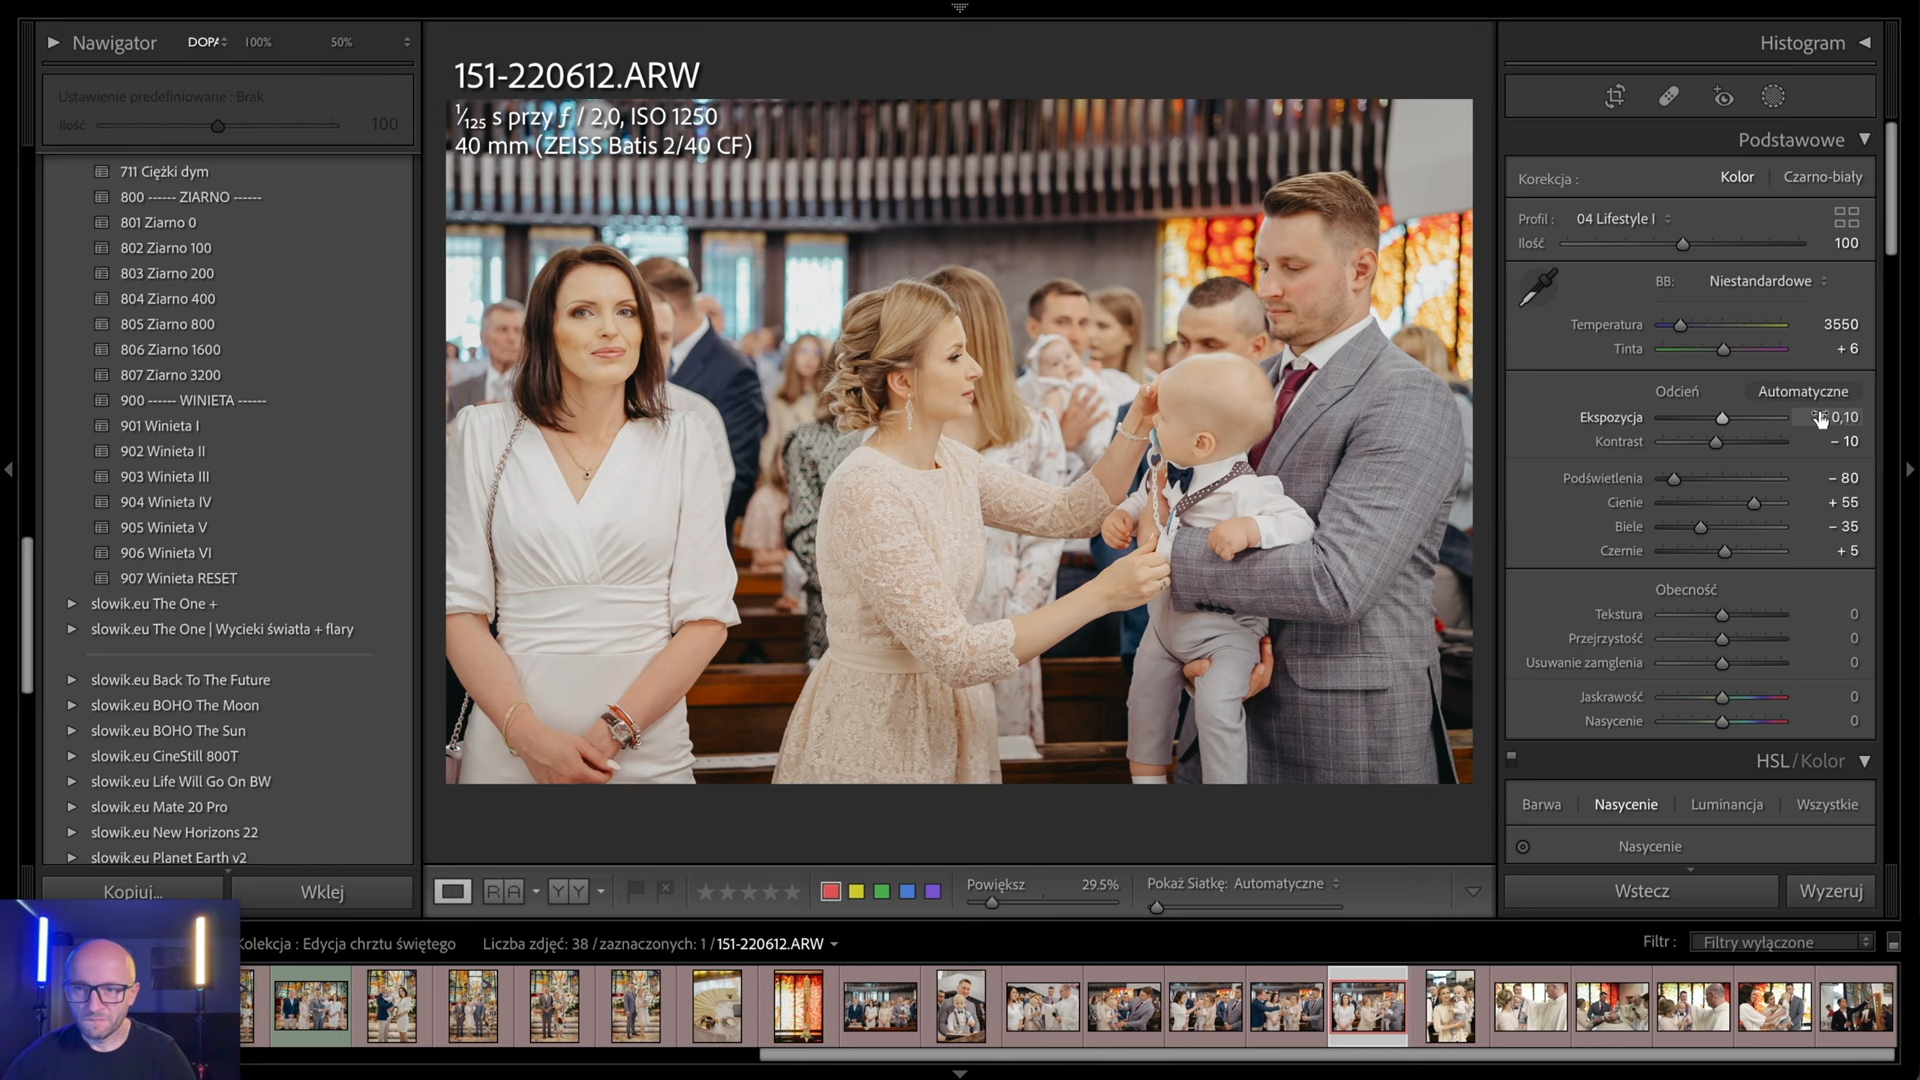 Nawigator DOPA 100% 50%
Ustawienie predefiniowane : Brak
Ilość 100
711 Ciężki dym
800 ------ ZIARNO ------
801 Ziarno 0
802 Ziarno 100
803 Ziarno 200
804 Ziarno 400
805 Ziarno 800
806 Ziarno 1600
807 Ziarno 3200
900 ------ WINIETA ------
901 Winieta I
902 Winieta II
903 Winieta III
904 Winieta IV
905 Winieta V
906 Winieta VI
907 Winieta RESET
slowik.eu The One +
slowik.eu The One | Wycieki światła + flary
slowik.eu Back To The Future
slowik.eu BOHO The Moon
slowik.eu BOHO The Sun
slowik.eu CineStill 800T
slowik.eu Life Will Go On BW
slowik.eu Mate 20 Pro
slowik.eu New Horizons 22
slowik.eu Planet Earth v2
Kopiuj... Wklej
151-220612.ARW
1/125 s przy ƒ / 2,0, ISO 1250
40 mm (ZEISS Batis 2/40 CF)
Histogram
Podstawowe
Korekcja : Kolor | Czarno-biały
Profil : 04 Lifestyle I
Ilość 100
BB: Niestandardowe
Temperatura 3550
Tinta + 6
Odcień Automatyczne
Ekspozycja 0,10
Kontrast – 10
Podświetlenia – 80
Cienie + 55
Biele – 35
Czernie + 5
Obecność
Tekstura 0
Przejrzystość 0
Usuwanie zamglenia 0
Jaskrawość 0
Nasycenie 0
HSL / Kolor
Barwa | Nasycenie | Luminancja | Wszystkie
Nasycenie
Wstecz Wyzeruj
R A Y Y Powiększ 29.5% Pokaż Siatkę: Automatyczne
Kolekcja : Edycja chrztu świętego Liczba zdjęć: 38 / zaznaczonych: 1 / 151-220612.ARW Filtr : Filtry wyłączone